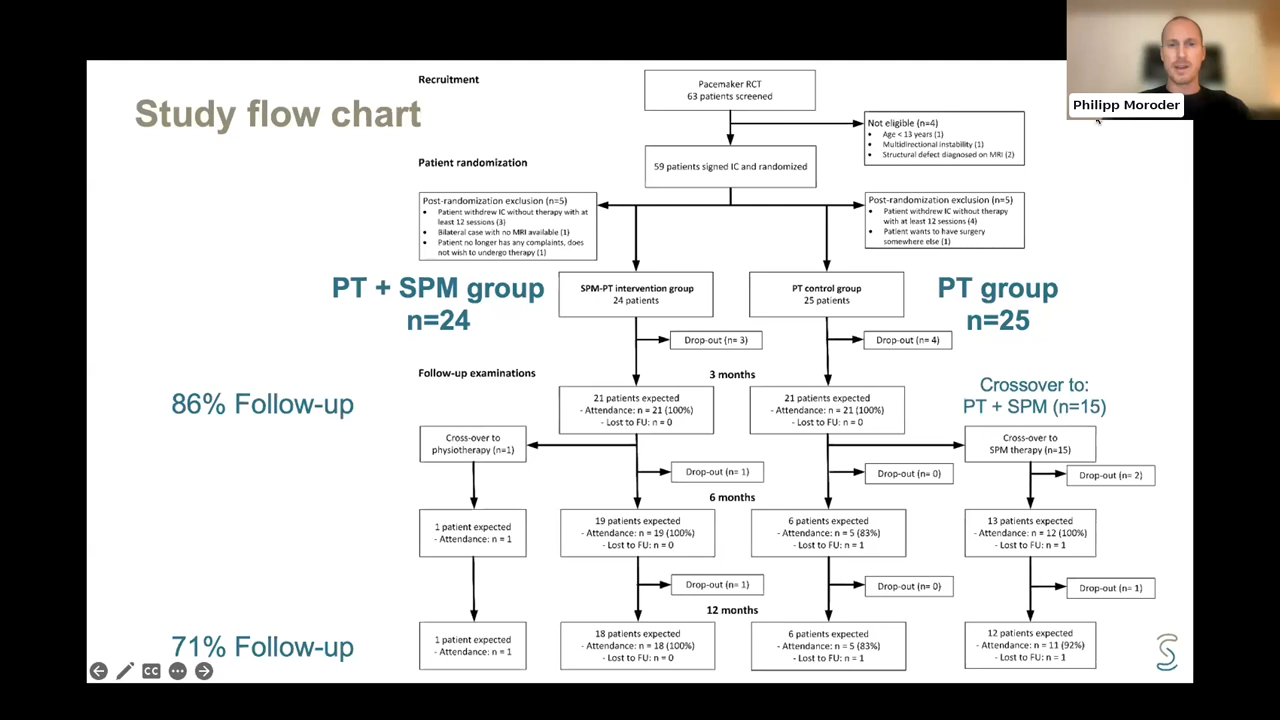 Study flow chart
Philipp Moroder
Recruitment
Pacemaker RCT
63 patients screened
Not eligible (n=4)
• Age < 13 years (1)
• Multidirectional instability (1)
• Structural defect diagnosed on MRI (2)
Patient randomization
59 patients signed IC and randomized
Post-randomization exclusion (n=5)
• Patient withdrew IC without therapy with at
least 12 sessions (3)
• Bilateral case with no MRI available (1)
• Patient no longer has any complaints, does
not wish to undergo therapy (1)
Post-randomization exclusion (n=5)
• Patient withdrew IC without therapy
with at least 12 sessions (4)
• Patient wants to have surgery
somewhere else (1)
PT + SPM group
n=24
SPM-PT intervention group
24 patients
PT control group
25 patients
PT group
n=25
Drop-out (n= 3)
Drop-out (n= 4)
Follow-up examinations
3 months
86% Follow-up
21 patients expected
- Attendance: n = 21 (100%)
- Lost to FU: n = 0
21 patients expected
- Attendance: n = 21 (100%)
- Lost to FU: n = 0
Crossover to:
PT + SPM (n=15)
Cross-over to
physiotherapy (n=1)
Cross-over to
SPM therapy (n=15)
Drop-out (n= 1)
Drop-out (n= 0)
Drop-out (n= 2)
6 months
1 patient expected
- Attendance: n = 1
19 patients expected
- Attendance: n = 19 (100%)
- Lost to FU: n = 0
6 patients expected
- Attendance: n = 5 (83%)
- Lost to FU: n = 1
13 patients expected
- Attendance: n = 12 (100%)
- Lost to FU: n = 1
Drop-out (n= 1)
Drop-out (n= 0)
Drop-out (n= 1)
12 months
71% Follow-up
1 patient expected
- Attendance: n = 1
18 patients expected
- Attendance: n = 18 (100%)
- Lost to FU: n = 0
6 patients expected
- Attendance: n = 5 (83%)
- Lost to FU: n = 1
12 patients expected
- Attendance: n = 11 (92%)
- Lost to FU: n = 1
CC